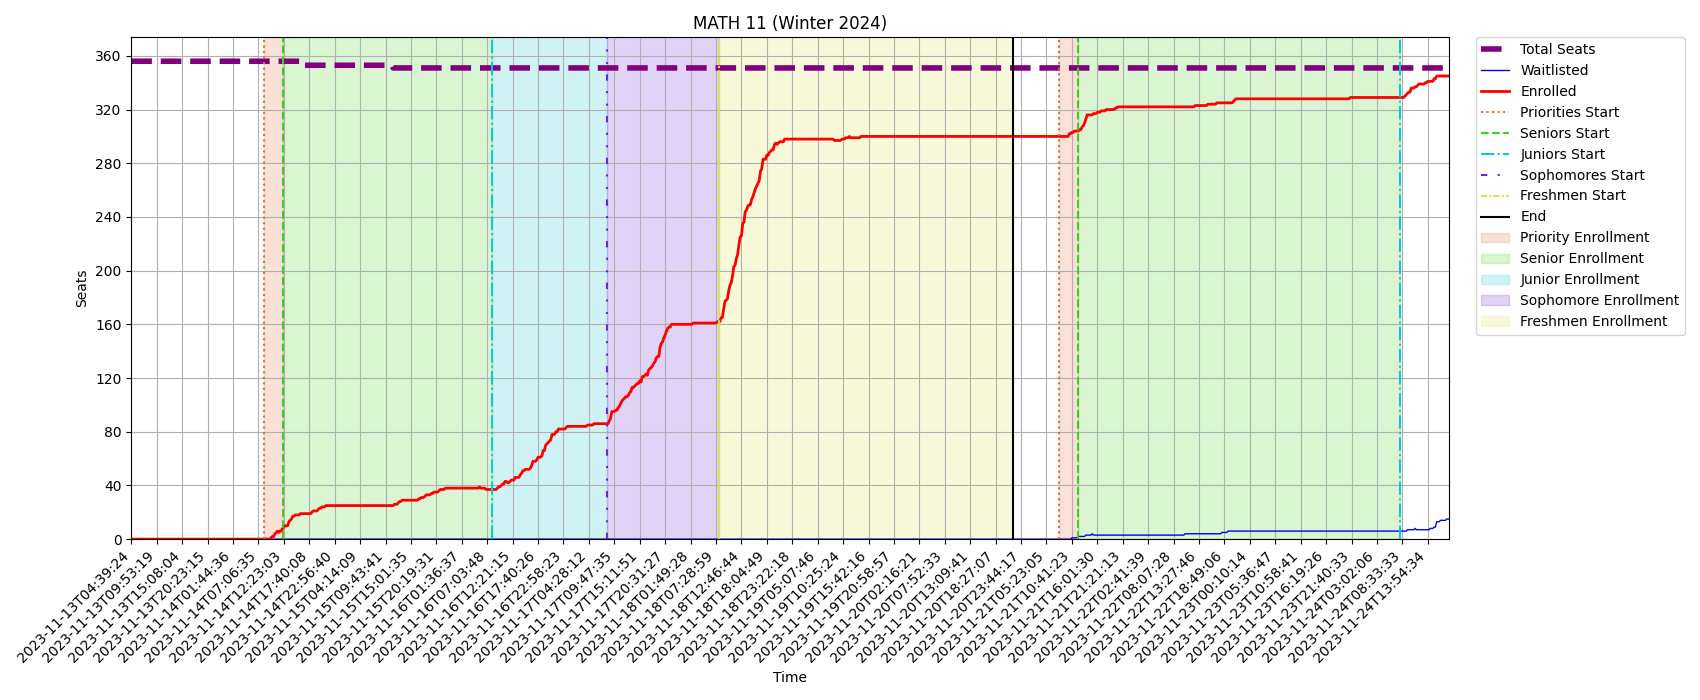 MATH 11 (Winter 2024)
Seats
360
320
280
240
200
160
120
80
40
0
2023-11-13T04:39:24
2023-11-13T09:53:19
2023-11-13T15:08:04
2023-11-13T20:23:15
2023-11-14T01:44:36
2023-11-14T07:06:35
2023-11-14T12:23:03
2023-11-14T17:40:08
2023-11-14T22:56:40
2023-11-15T04:14:09
2023-11-15T09:43:41
2023-11-15T15:01:35
2023-11-15T20:19:31
2023-11-16T01:36:37
2023-11-16T07:03:48
2023-11-16T12:21:15
2023-11-16T17:40:26
2023-11-16T22:58:23
2023-11-17T04:28:12
2023-11-17T09:47:35
2023-11-17T15:11:51
2023-11-17T20:31:27
2023-11-18T01:49:28
2023-11-18T07:28:59
2023-11-18T12:46:44
2023-11-18T18:04:49
2023-11-18T23:22:18
2023-11-19T05:07:46
2023-11-19T10:25:24
2023-11-19T15:42:16
2023-11-19T20:58:57
2023-11-20T02:16:21
2023-11-20T07:52:33
2023-11-20T13:09:41
2023-11-20T18:27:07
2023-11-20T23:44:17
2023-11-21T05:23:05
2023-11-21T10:41:23
2023-11-21T16:01:30
2023-11-21T21:21:13
2023-11-22T02:41:39
2023-11-22T08:07:28
2023-11-22T13:27:46
2023-11-22T18:49:06
2023-11-23T00:10:14
2023-11-23T05:36:47
2023-11-23T10:58:41
2023-11-23T16:19:26
2023-11-23T21:40:33
2023-11-24T03:02:06
2023-11-24T08:33:33
2023-11-24T13:54:34
Time
Total Seats
Waitlisted
Enrolled
Priorities Start
Seniors Start
Juniors Start
Sophomores Start
Freshmen Start
End
Priority Enrollment
Senior Enrollment
Junior Enrollment
Sophomore Enrollment
Freshmen Enrollment